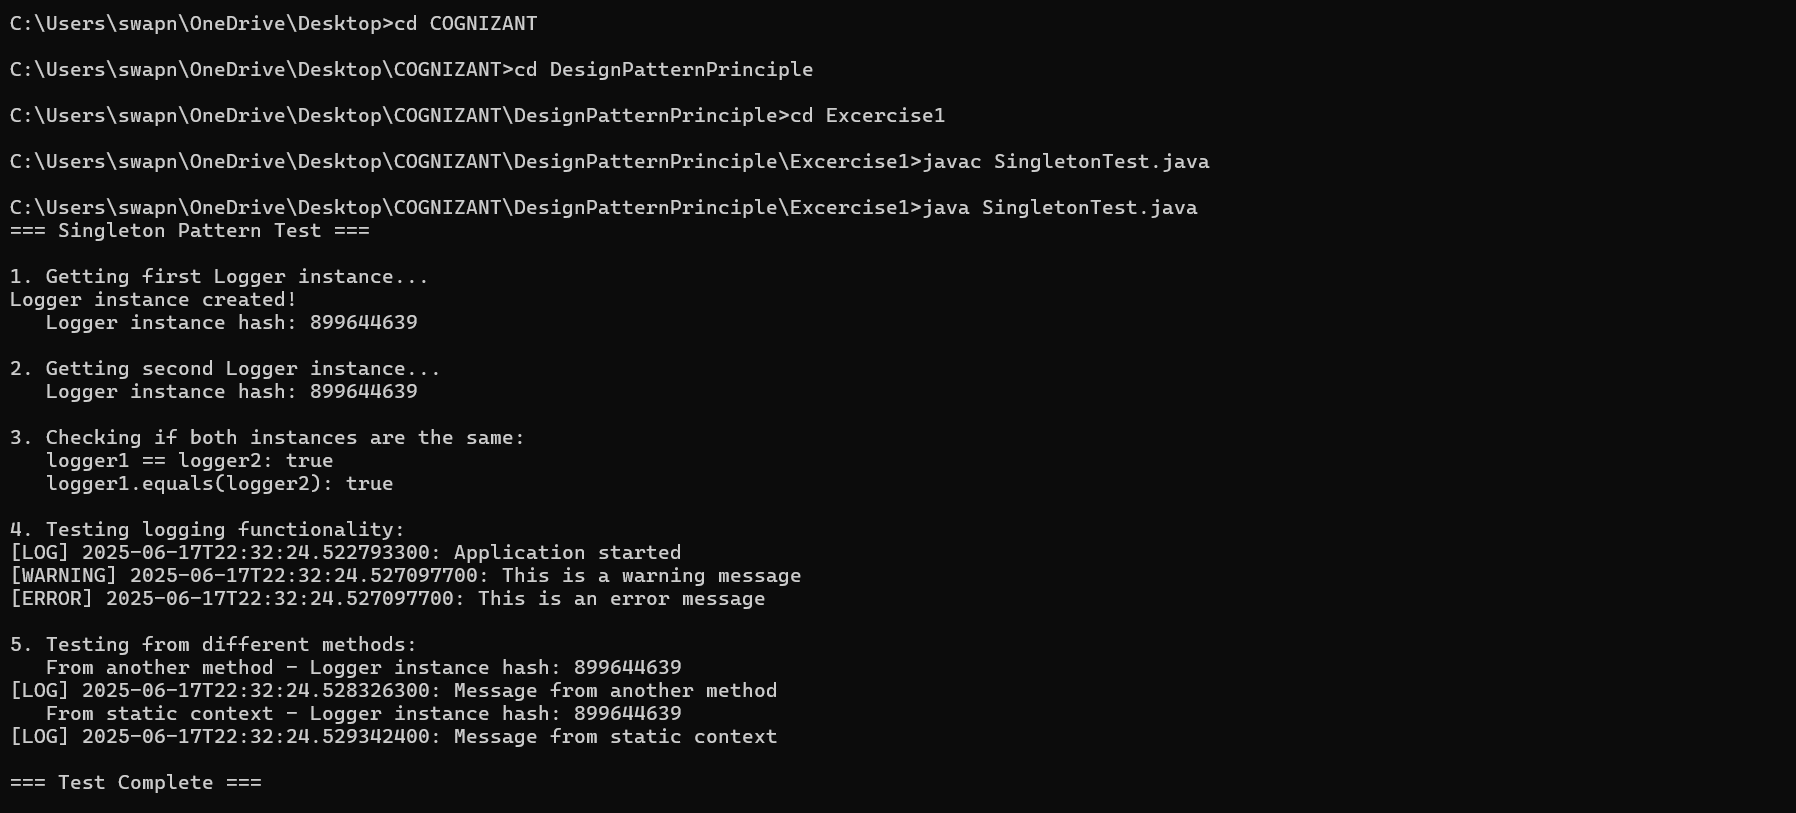 C:\Users\swapn\OneDrive\Desktop>cd COGNIZANT
C:\Users\swapn\OneDrive\Desktop\COGNIZANT>cd DesignPatternPrinciple
C:\Users\swapn\OneDrive\Desktop\COGNIZANT\DesignPatternPrinciple>cd Excercise1
C:\Users\swapn\OneDrive\Desktop\COGNIZANT\DesignPatternPrinciple\Excercise1>javac SingletonTest.java
C:\Users\swapn\OneDrive\Desktop\COGNIZANT\DesignPatternPrinciple\Excercise1>java SingletonTest.java
=== Singleton Pattern Test ===
1. Getting first Logger instance...
Logger instance created!
   Logger instance hash: 899644639
2. Getting second Logger instance...
   Logger instance hash: 899644639
3. Checking if both instances are the same:
   logger1 == logger2: true
   logger1.equals(logger2): true
4. Testing logging functionality:
[LOG] 2025-06-17T22:32:24.522793300: Application started
[WARNING] 2025-06-17T22:32:24.527097700: This is a warning message
[ERROR] 2025-06-17T22:32:24.527097700: This is an error message
5. Testing from different methods:
   From another method - Logger instance hash: 899644639
[LOG] 2025-06-17T22:32:24.528326300: Message from another method
   From static context - Logger instance hash: 899644639
[LOG] 2025-06-17T22:32:24.529342400: Message from static context
=== Test Complete ===